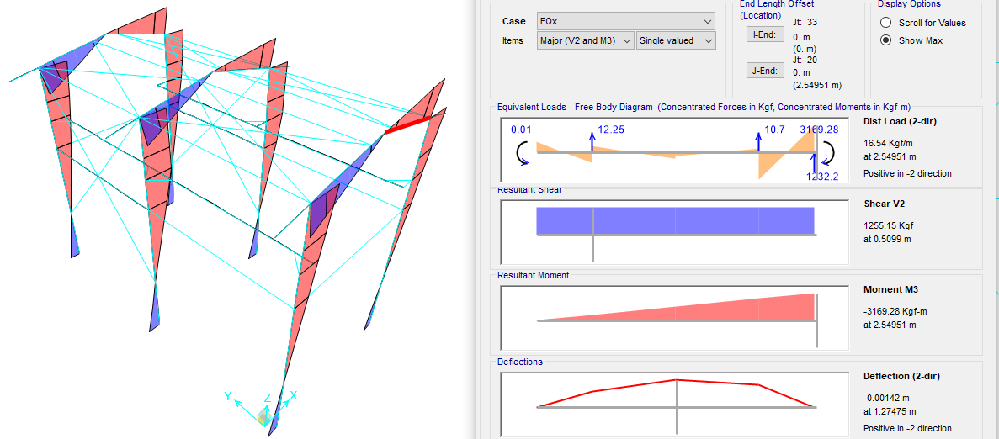 End Length Offset
(Location)
Display Options
Case
EQx
Jt: 33
Scroll for Values
Items
Major (V2 and M3)
Single valued
I-End:
0. m
(0. m)
Show Max
Jt: 20
J-End:
0. m
(2.54951 m)
Equivalent Loads - Free Body Diagram (Concentrated Forces in Kgf, Concentrated Moments in Kgf-m)
0.01
12.25
10.7
3169.28
1232.2
Dist Load (2-dir)
16.54 Kgf/m
at 2.54951 m
Positive in -2 direction
Resultant Shear
Shear V2
1255.15 Kgf
at 0.5099 m
Resultant Moment
Moment M3
-3169.28 Kgf-m
at 2.54951 m
Deflections
Deflection (2-dir)
-0.00142 m
at 1.27475 m
Positive in -2 direction
Y
Z
X